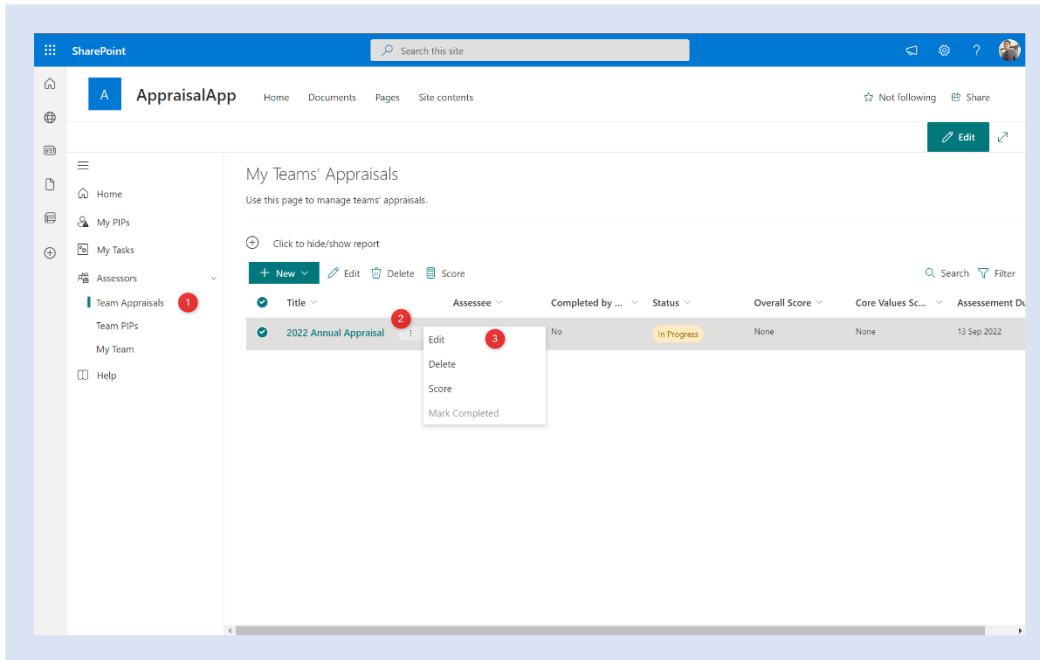 SharePoint
Search this site
?
A
AppraisalApp
Home Documents Pages Site contents
Not following Share
Edit
Home
My PIPs
My Tasks
Assessors
Team Appraisals 1
Team PIPs
My Team
Help
My Teams' Appraisals
Use this page to manage teams' appraisals.
Click to hide/show report
New Edit Delete Score
Search Filter
Title Assessee Completed by ... Status Overall Score Core Values Sc... Assessement Du
2
2022 Annual Appraisal No In Progress None None 13 Sep 2022
Edit 3
Delete
Score
Mark Completed